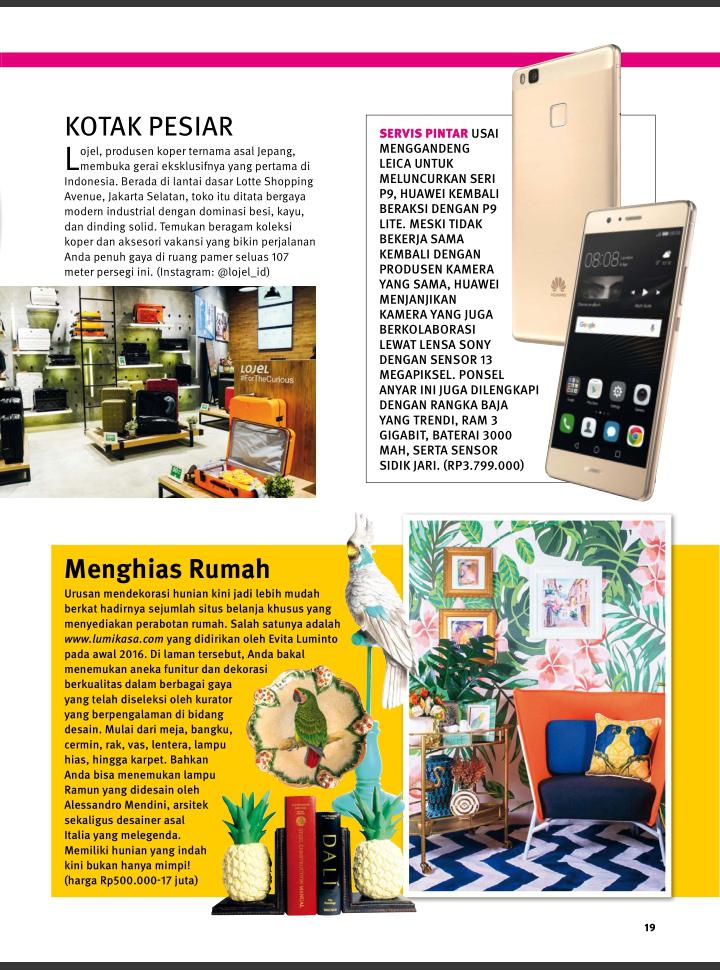 KOTAK PESIAR
Lojel, produsen koper ternama asal Jepang,
membuka gerai eksklusifnya yang pertama di
Indonesia. Berada di lantai dasar Lotte Shopping
Avenue, Jakarta Selatan, toko itu ditata bergaya
modern industrial dengan dominasi besi, kayu,
dan dinding solid. Temukan beragam koleksi
koper dan aksesori vakansi yang bikin perjalanan
Anda penuh gaya di ruang pamer seluas 107
meter persegi ini. (Instagram: @lojel_id)
LOJEL
#ForTheCurious
SERVIS PINTAR USAI
MENGGANDENG
LEICA UNTUK
MELUNCURKAN SERI
P9, HUAWEI KEMBALI
BERAKSI DENGAN P9
LITE. MESKI TIDAK
BEKERJA SAMA
KEMBALI DENGAN
PRODUSEN KAMERA
YANG SAMA, HUAWEI
MENJANJIKAN
KAMERA YANG JUGA
BERKOLABORASI
LEWAT LENSA SONY
DENGAN SENSOR 13
MEGAPIKSEL. PONSEL
ANYAR INI JUGA DILENGKAPI
DENGAN RANGKA BAJA
YANG TRENDI, RAM 3
GIGABIT, BATERAI 3000
MAH, SERTA SENSOR
SIDIK JARI. (RP3.799.000)
HUAWEI
08:08
Google
Menghias Rumah
Urusan mendekorasi hunian kini jadi lebih mudah
berkat hadirnya sejumlah situs belanja khusus yang
menyediakan perabotan rumah. Salah satunya adalah
www.lumikasa.com yang didirikan oleh Evita Luminto
pada awal 2016. Di laman tersebut, Anda bakal
menemukan aneka funitur dan dekorasi
berkualitas dalam berbagai gaya
yang telah diseleksi oleh kurator
yang berpengalaman di bidang
desain. Mulai dari meja, bangku,
cermin, rak, vas, lentera, lampu
hias, hingga karpet. Bahkan
Anda bisa menemukan lampu
Ramun yang didesain oleh
Alessandro Mendini, arsitek
sekaligus desainer asal
Italia yang melegenda.
Memiliki hunian yang indah
kini bukan hanya mimpi!
(harga Rp500.000-17 juta)
STEEL CONSTRUCTION
MANUAL
DALÍ
19